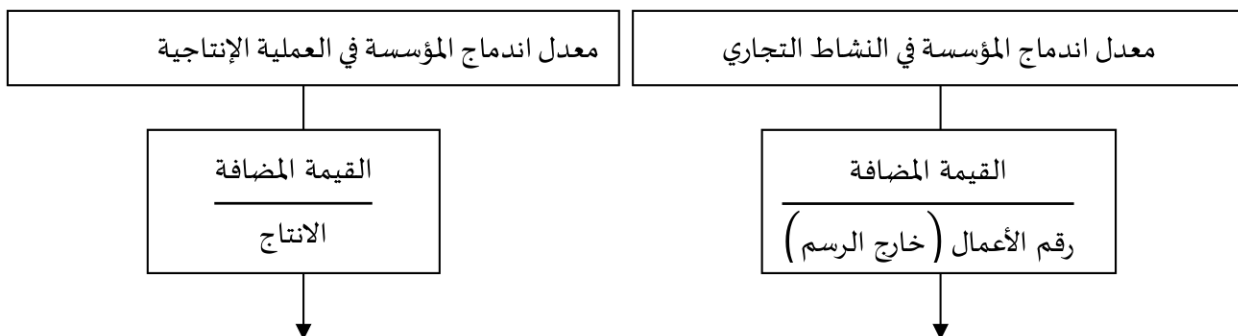 معدل اندماج المؤسسة في النشاط التجاري
معدل اندماج المؤسسة في العملية الإنتاجية
القيمة المضافة
رقم الأعمال (خارج الرسم)
القيمة المضافة
الانتاج